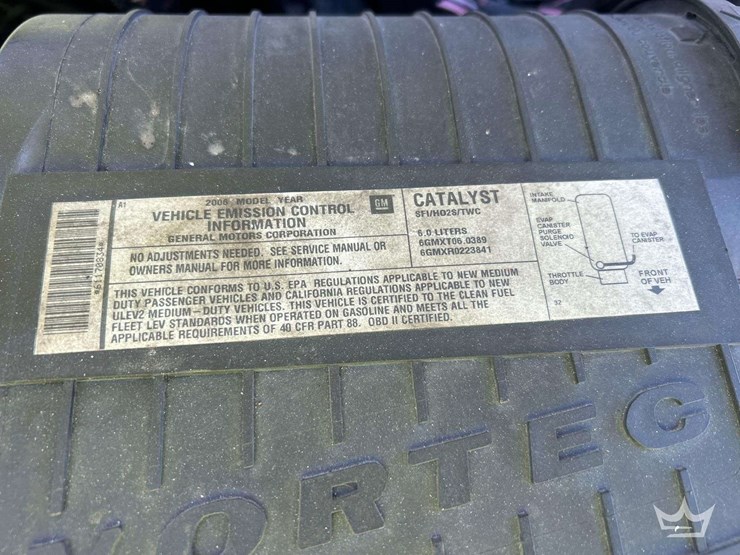 A1
2006 MODEL YEAR
VEHICLE EMISSION CONTROL
INFORMATION
GENERAL MOTORS CORPORATION
GM
NO ADJUSTMENTS NEEDED. SEE SERVICE MANUAL OR
OWNERS MANUAL FOR MORE INFORMATION.
CATALYST
SFI/HO2S/TWC
6.0 LITERS
6GMXT06.0389
6GMXR0223841
THIS VEHICLE CONFORMS TO U.S. EPA REGULATIONS APPLICABLE TO NEW MEDIUM
DUTY PASSENGER VEHICLES AND CALIFORNIA REGULATIONS APPLICABLE TO NEW
ULEV2 MEDIUM-DUTY VEHICLES. THIS VEHICLE IS CERTIFIED TO THE CLEAN FUEL
FLEET LEV STANDARDS WHEN OPERATED ON GASOLINE AND MEETS ALL THE
APPLICABLE REQUIREMENTS OF 40 CFR PART 88. OBD II CERTIFIED.
INTAKE
MANIFOLD
EVAP
CANISTER
PURGE
SOLENOID
VALVE
TO EVAP
CANISTER
THROTTLE
BODY
FRONT
OF VEH
32
VORTEC